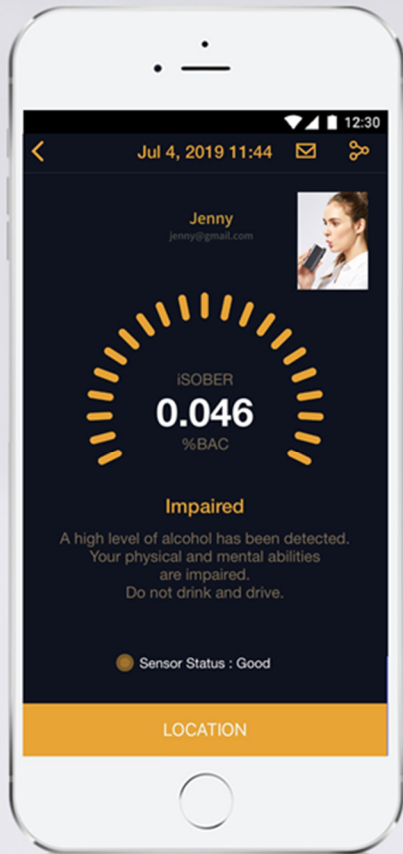 12:30
Jul 4, 2019 11:44
Jenny
jenny@gmail.com
iSOBER
0.046
%BAC
Impaired
A high level of alcohol has been detected.
Your physical and mental abilities
are impaired.
Do not drink and drive.
Sensor Status : Good
LOCATION